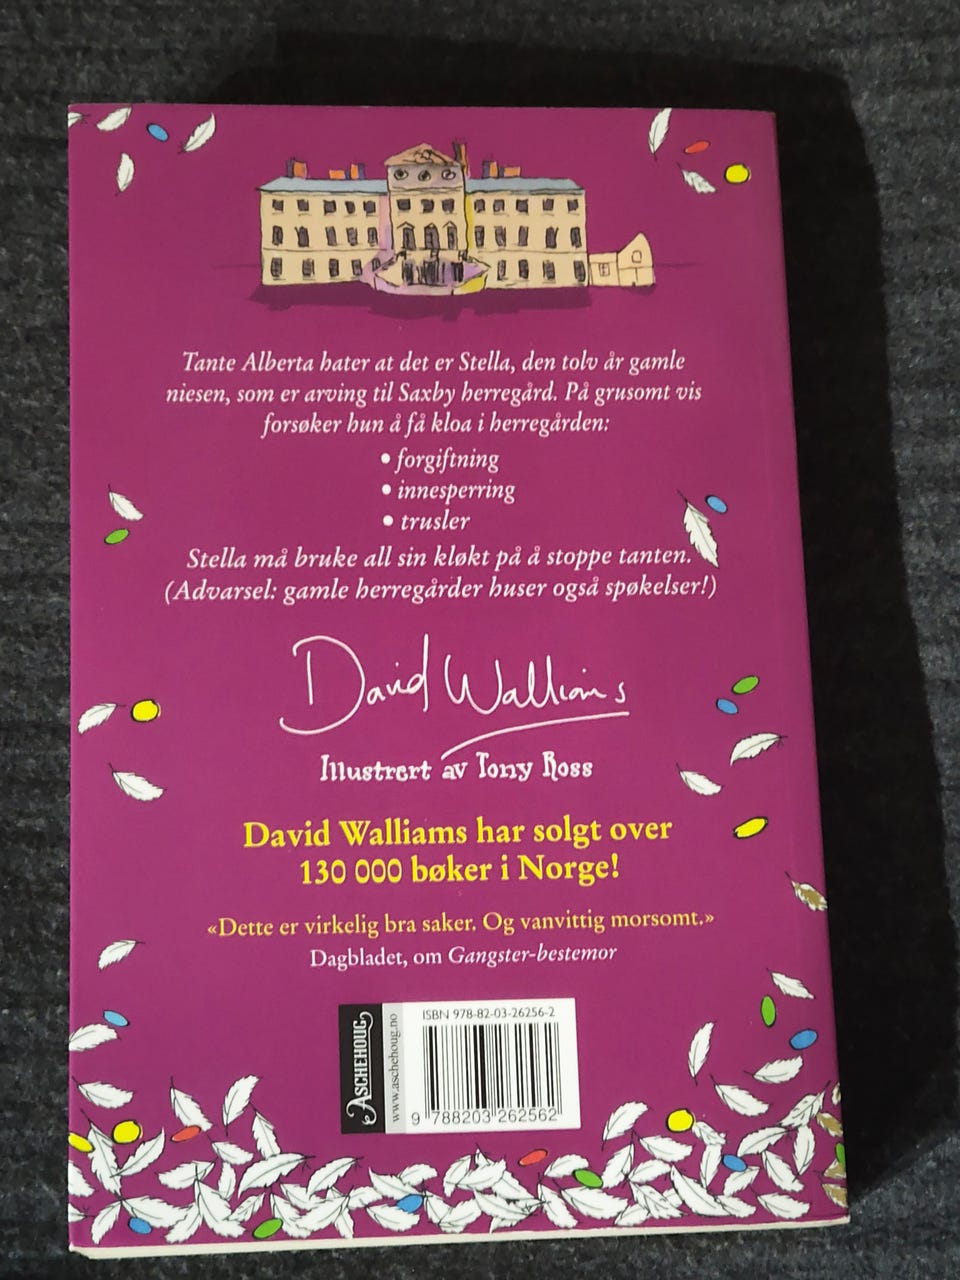 Tante Alberta hater at det er Stella, den tolv år gamle
niesen, som er arving til Saxby herregård. På grusomt vis
forsøker hun å få kloa i herregården:
• forgiftning
• innesperring
• trusler
Stella må bruke all sin kløkt på å stoppe tanten.
(Advarsel: gamle herregårder huser også spøkelser!)
David Walliams
Illustrert av Tony Ross
David Walliams har solgt over
130 000 bøker i Norge!
«Dette er virkelig bra saker. Og vanvittig morsomt.»
Dagbladet, om Gangster-bestemor
ASCHEHOUG
www.aschehoug.no
ISBN 978-82-03-26256-2
9 788203 262562